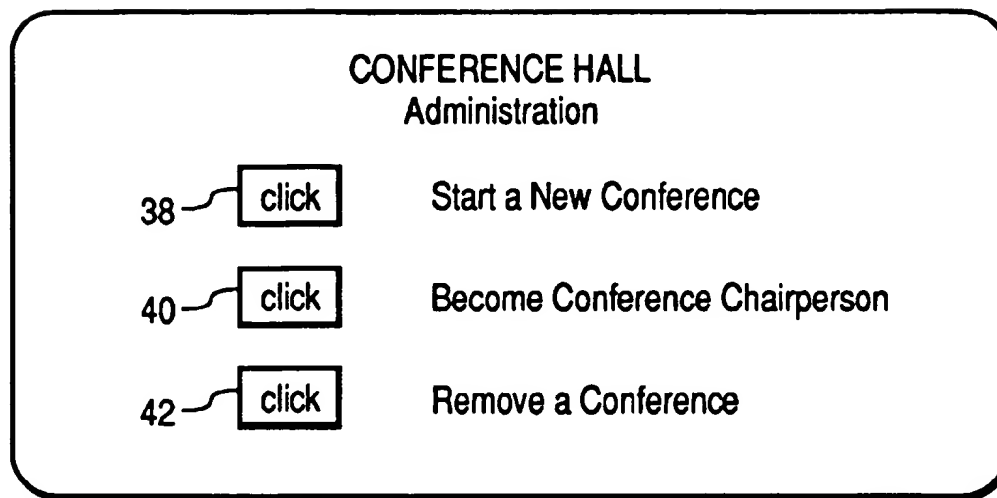 CONFERENCE HALL
Administration
38 click Start a New Conference
40 click Become Conference Chairperson
42 click Remove a Conference